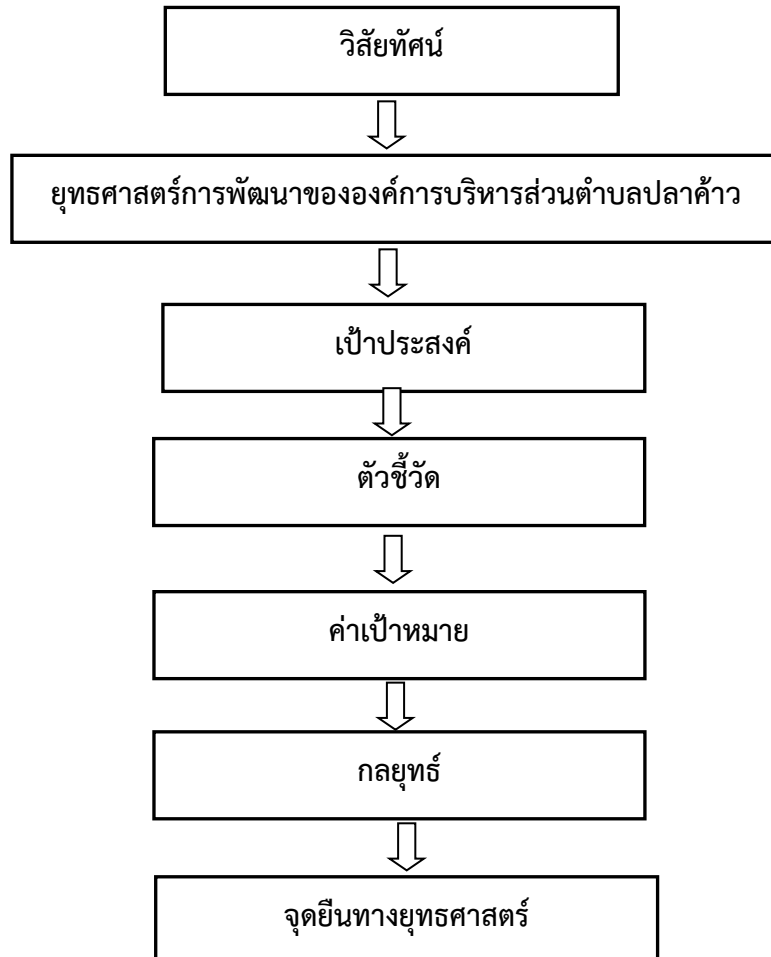 วิสัยทัศน์
ยุทธศาสตร์การพัฒนาขององค์การบริหารส่วนตำบลปลาค้าว
เป้าประสงค์
ตัวชี้วัด
ค่าเป้าหมาย
กลยุทธ์
จุดยืนทางยุทธศาสตร์